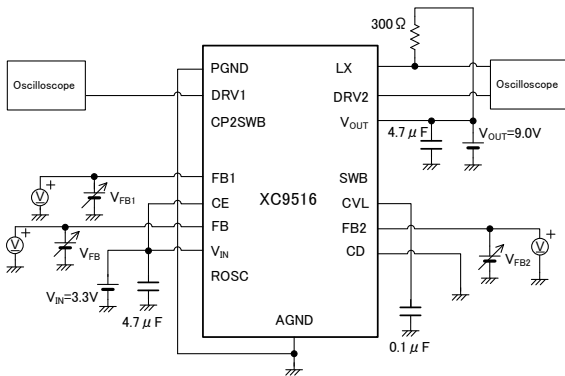 300Ω
PGND
LX
Oscilloscope
Oscilloscope
DRV1
DRV2
CP2SWB
VOUT
4.7μF
VOUT=9.0V
FB1
SWB
XC9516
V
+
VFB1
CE
CVL
FB
FB2
V
+
VFB
VIN
CD
V
+
VFB2
ROSC
VIN=3.3V
4.7μF
AGND
0.1μF